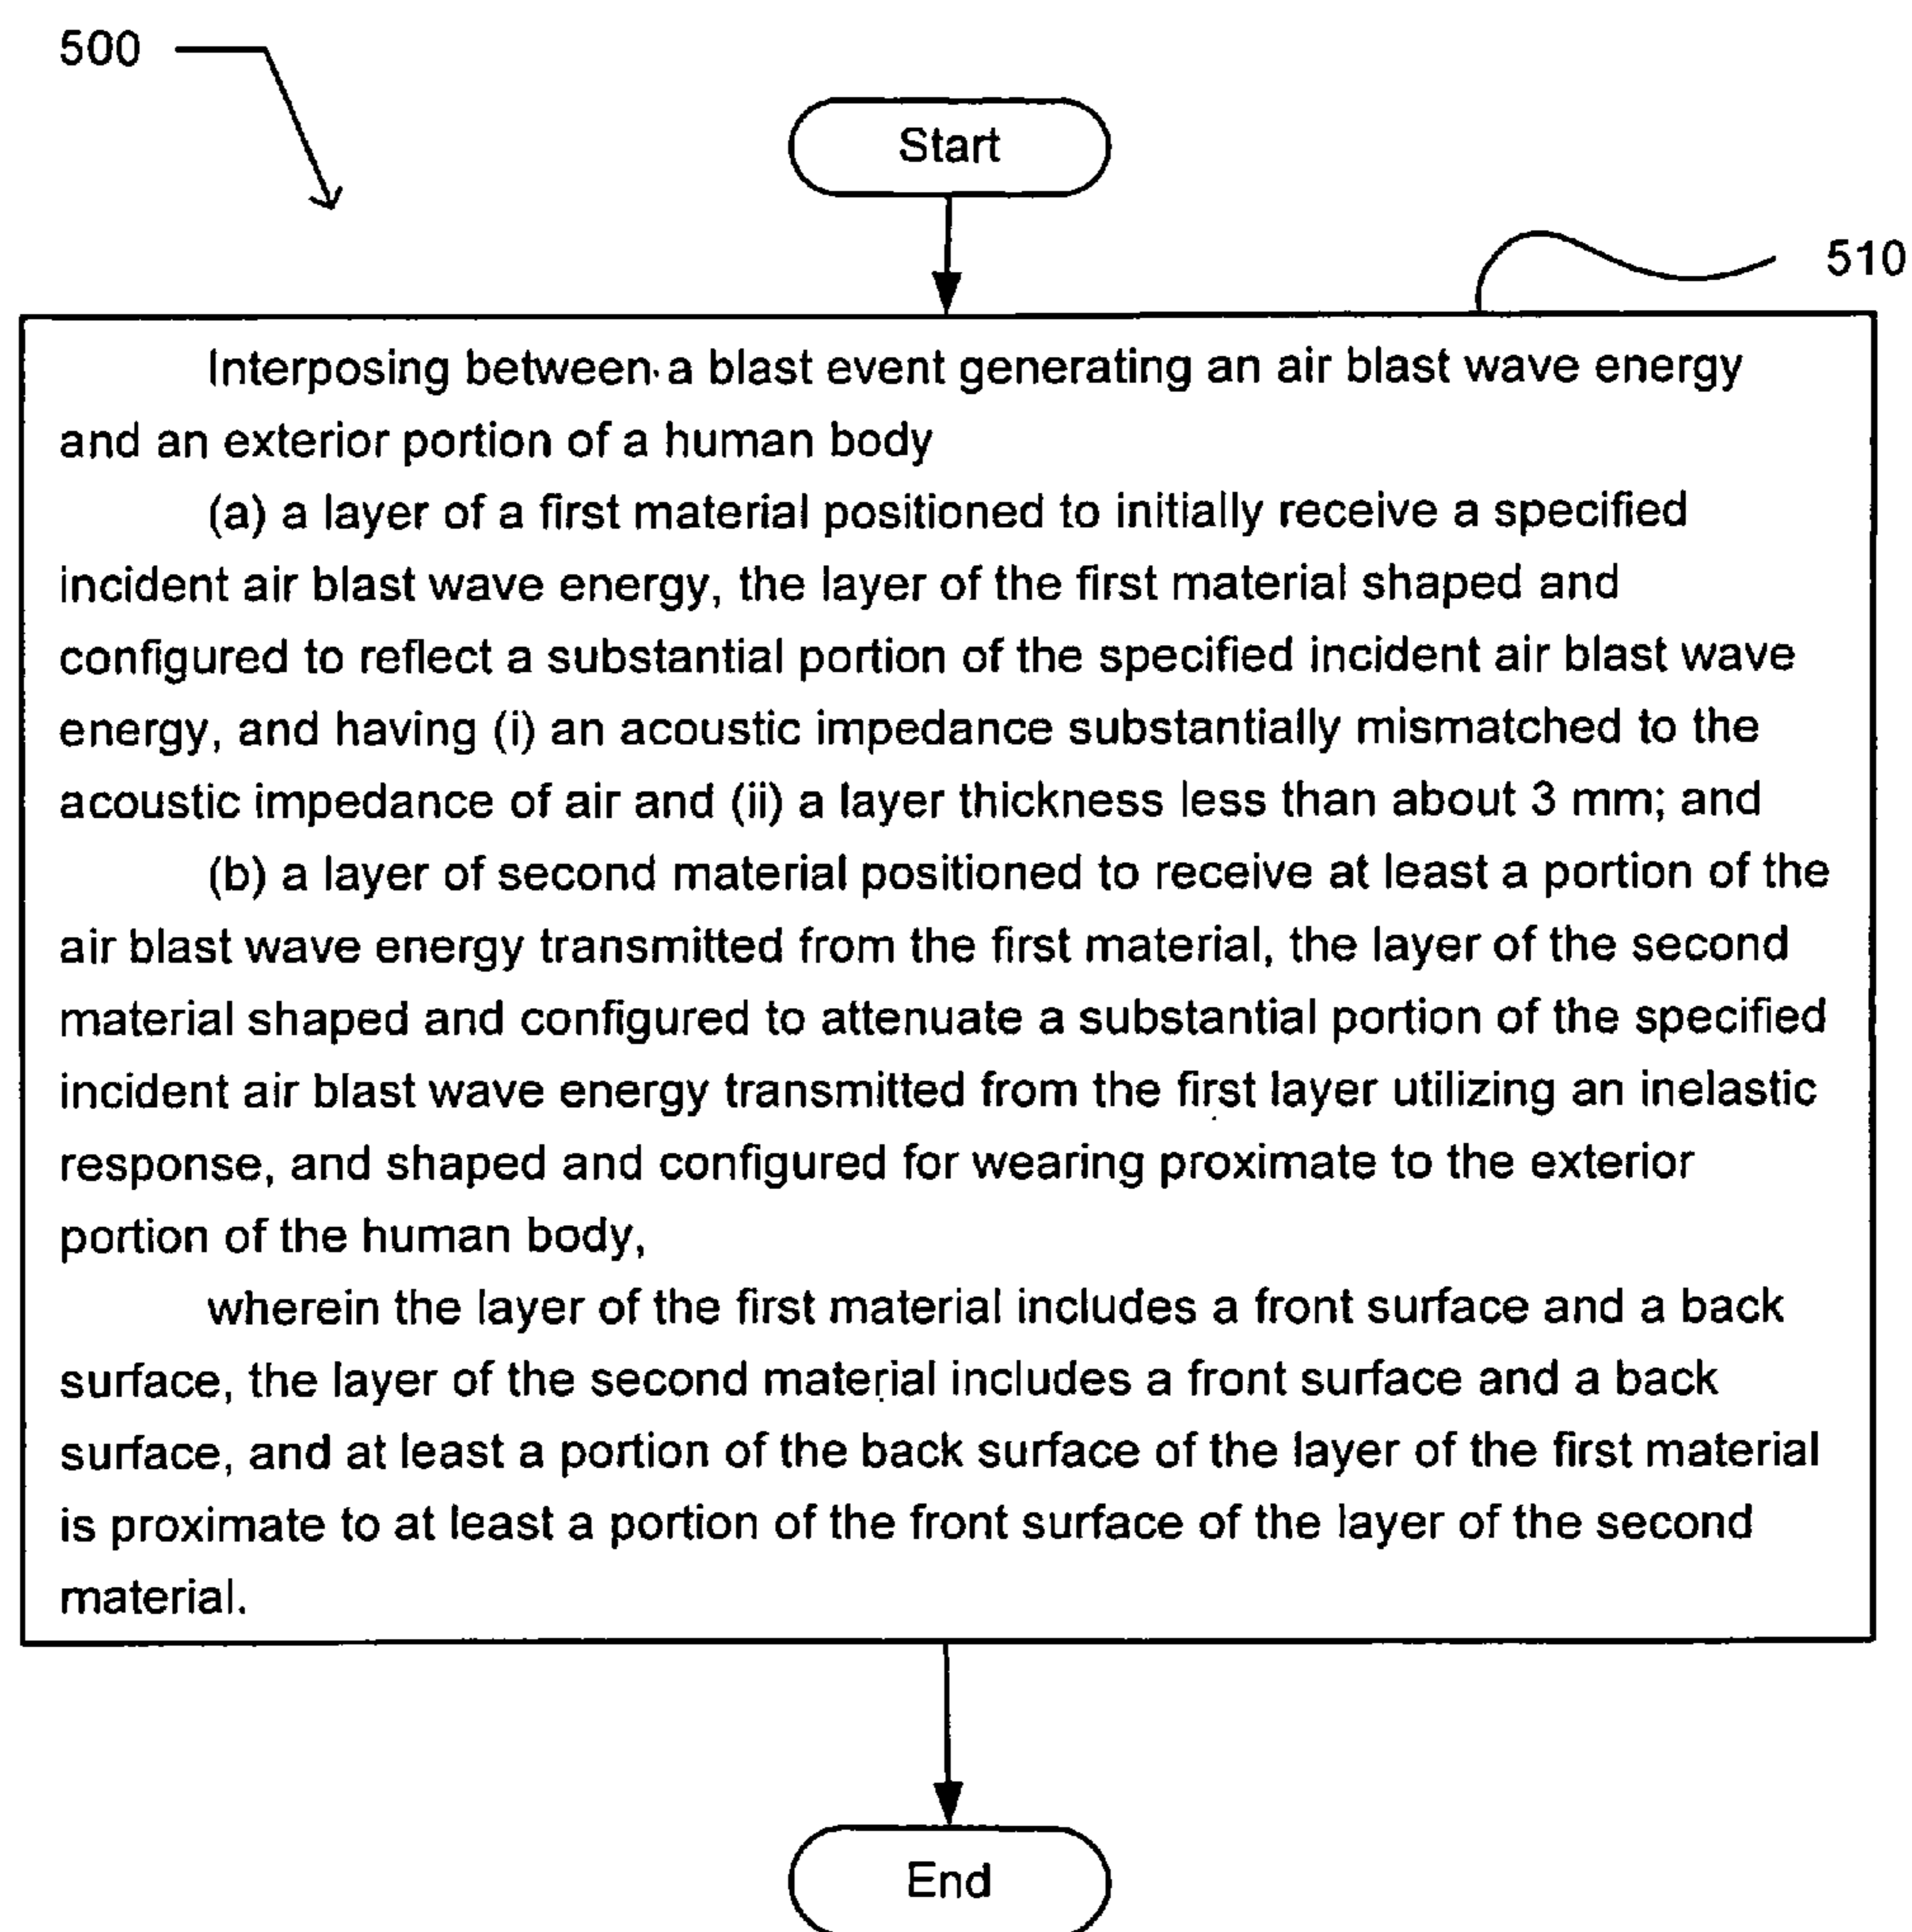 500
Start
510
Interposing between a blast event generating an air blast wave energy
and an exterior portion of a human body
(a) a layer of a first material positioned to initially receive a specified
incident air blast wave energy, the layer of the first material shaped and
configured to reflect a substantial portion of the specified incident air blast wave
energy, and having (i) an acoustic impedance substantially mismatched to the
acoustic impedance of air and (ii) a layer thickness less than about 3 mm; and
(b) a layer of second material positioned to receive at least a portion of the
air blast wave energy transmitted from the first material, the layer of the second
material shaped and configured to attenuate a substantial portion of the specified
incident air blast wave energy transmitted from the first layer utilizing an inelastic
response, and shaped and configured for wearing proximate to the exterior
portion of the human body,
wherein the layer of the first material includes a front surface and a back
surface, the layer of the second material includes a front surface and a back
surface, and at least a portion of the back surface of the layer of the first material
is proximate to at least a portion of the front surface of the layer of the second
material.
End